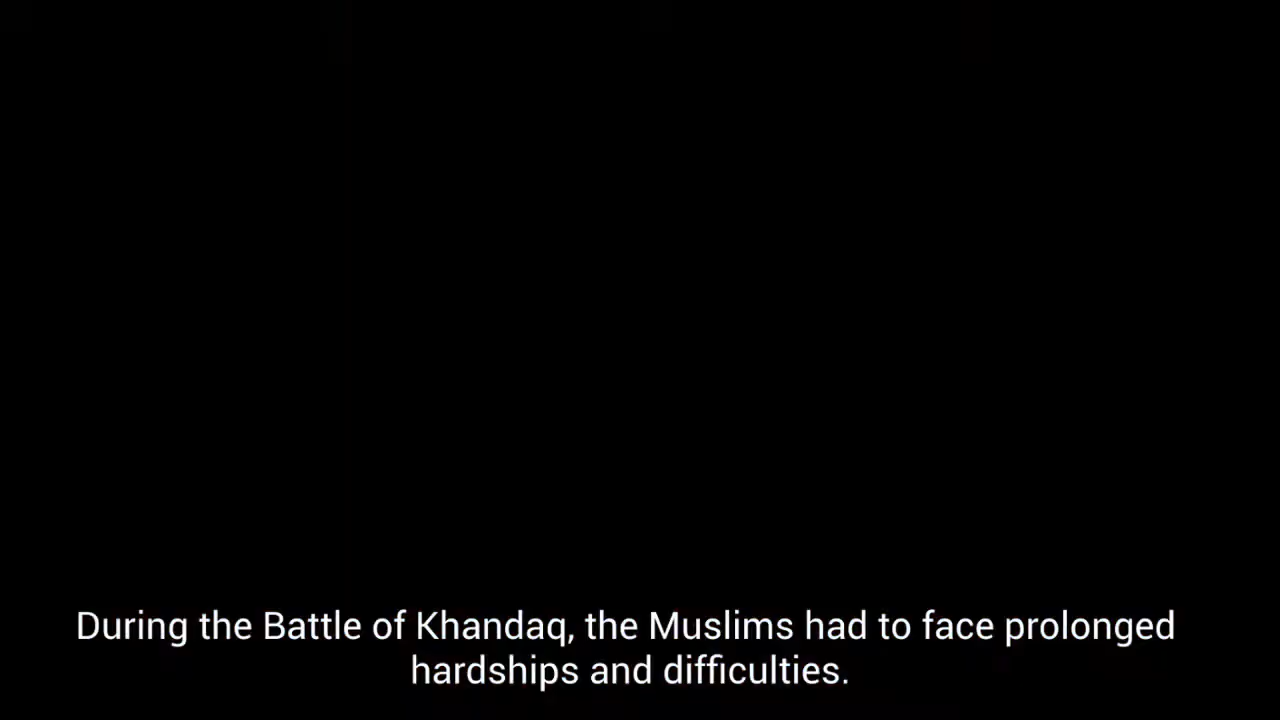 During the Battle of Khandaq, the Muslims had to face prolonged
hardships and difficulties.